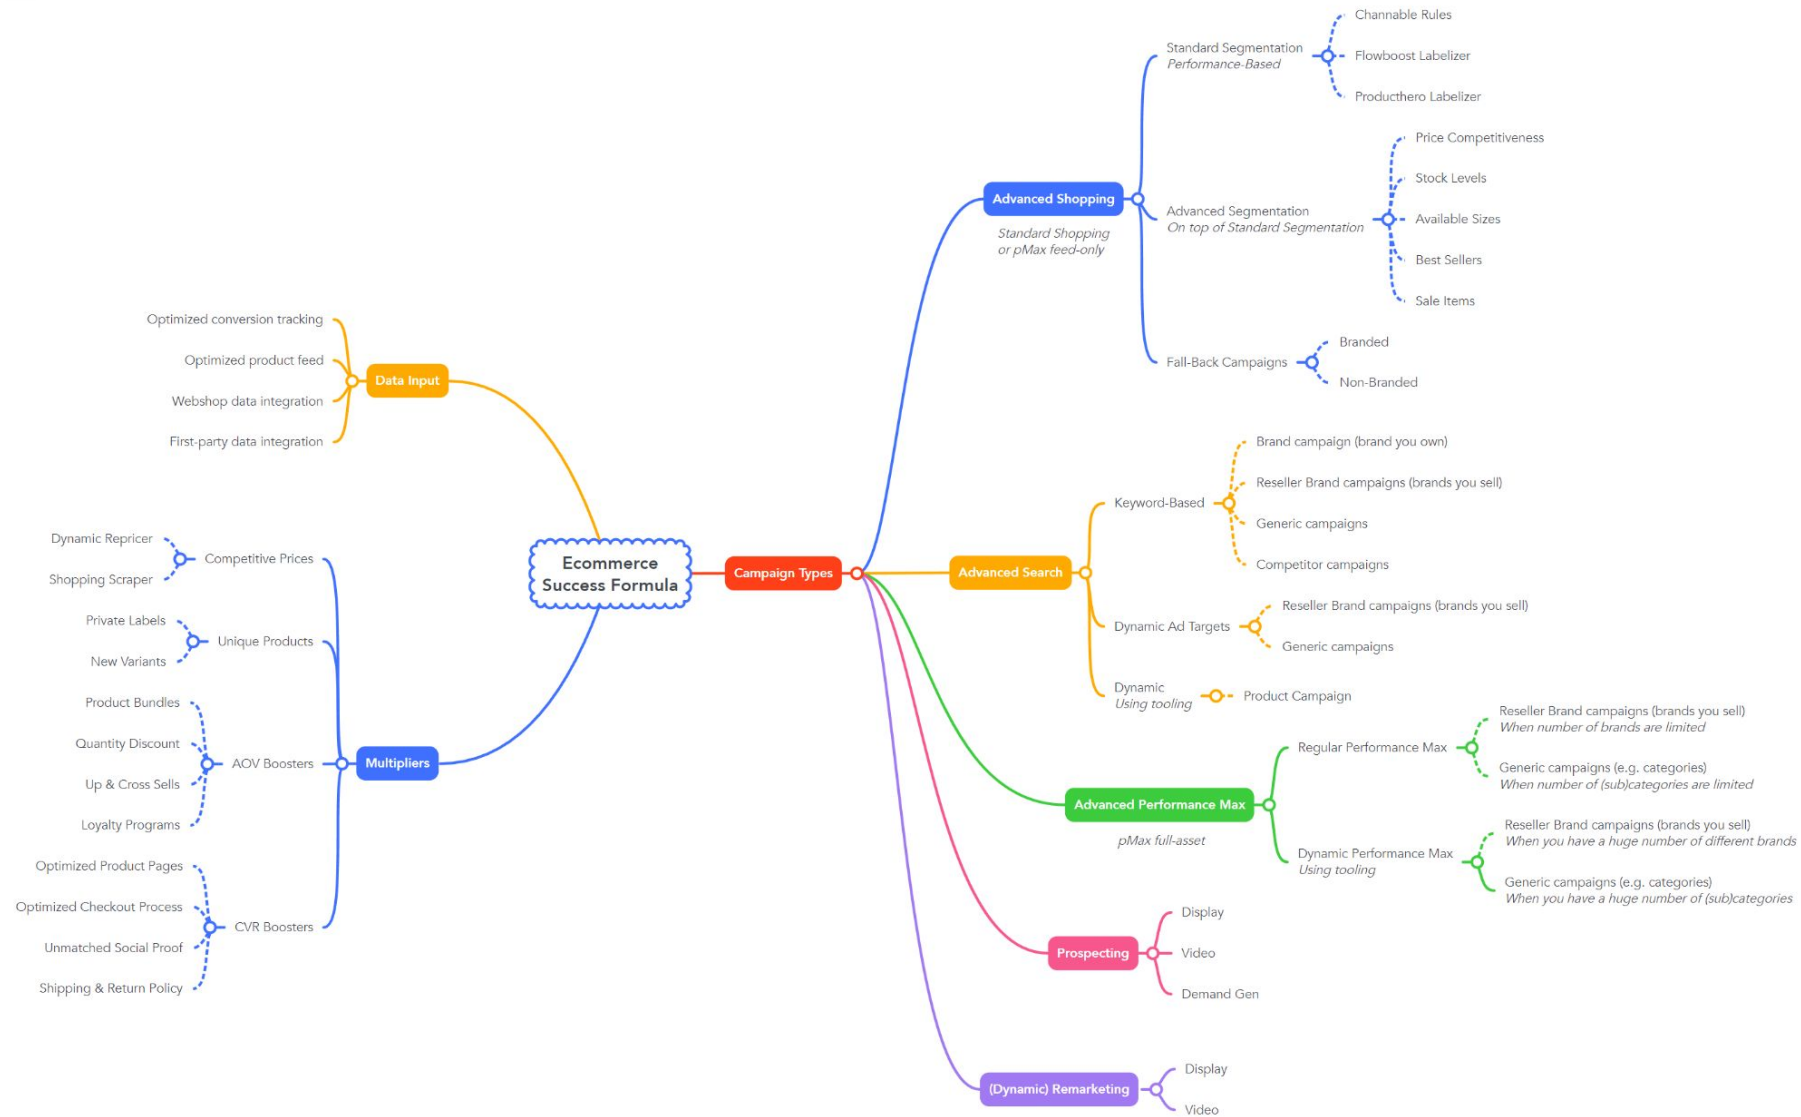 Ecommerce
Success Formula
Data Input
Optimized conversion tracking
Optimized product feed
Webshop data integration
First-party data integration
Multipliers
Competitive Prices
Dynamic Repricer
Shopping Scraper
Unique Products
Private Labels
New Variants
AOV Boosters
Product Bundles
Quantity Discount
Up & Cross Sells
Loyalty Programs
CVR Boosters
Optimized Product Pages
Optimized Checkout Process
Unmatched Social Proof
Shipping & Return Policy
Campaign Types
Advanced Shopping
Standard Shopping
or pMax feed-only
Standard Segmentation
Performance-Based
Channable Rules
Flowboost Labelizer
Producthero Labelizer
Advanced Segmentation
On top of Standard Segmentation
Price Competitiveness
Stock Levels
Available Sizes
Best Sellers
Sale Items
Fall-Back Campaigns
Branded
Non-Branded
Advanced Search
Keyword-Based
Brand campaign (brand you own)
Reseller Brand campaigns (brands you sell)
Generic campaigns
Competitor campaigns
Dynamic Ad Targets
Reseller Brand campaigns (brands you sell)
Generic campaigns
Dynamic
Using tooling
Product Campaign
Advanced Performance Max
pMax full-asset
Regular Performance Max
Reseller Brand campaigns (brands you sell)
When number of brands are limited
Generic campaigns (e.g. categories)
When number of (sub)categories are limited
Dynamic Performance Max
Using tooling
Reseller Brand campaigns (brands you sell)
When you have a huge number of different brands
Generic campaigns (e.g. categories)
When you have a huge number of (sub)categories
Prospecting
Display
Video
Demand Gen
(Dynamic) Remarketing
Display
Video